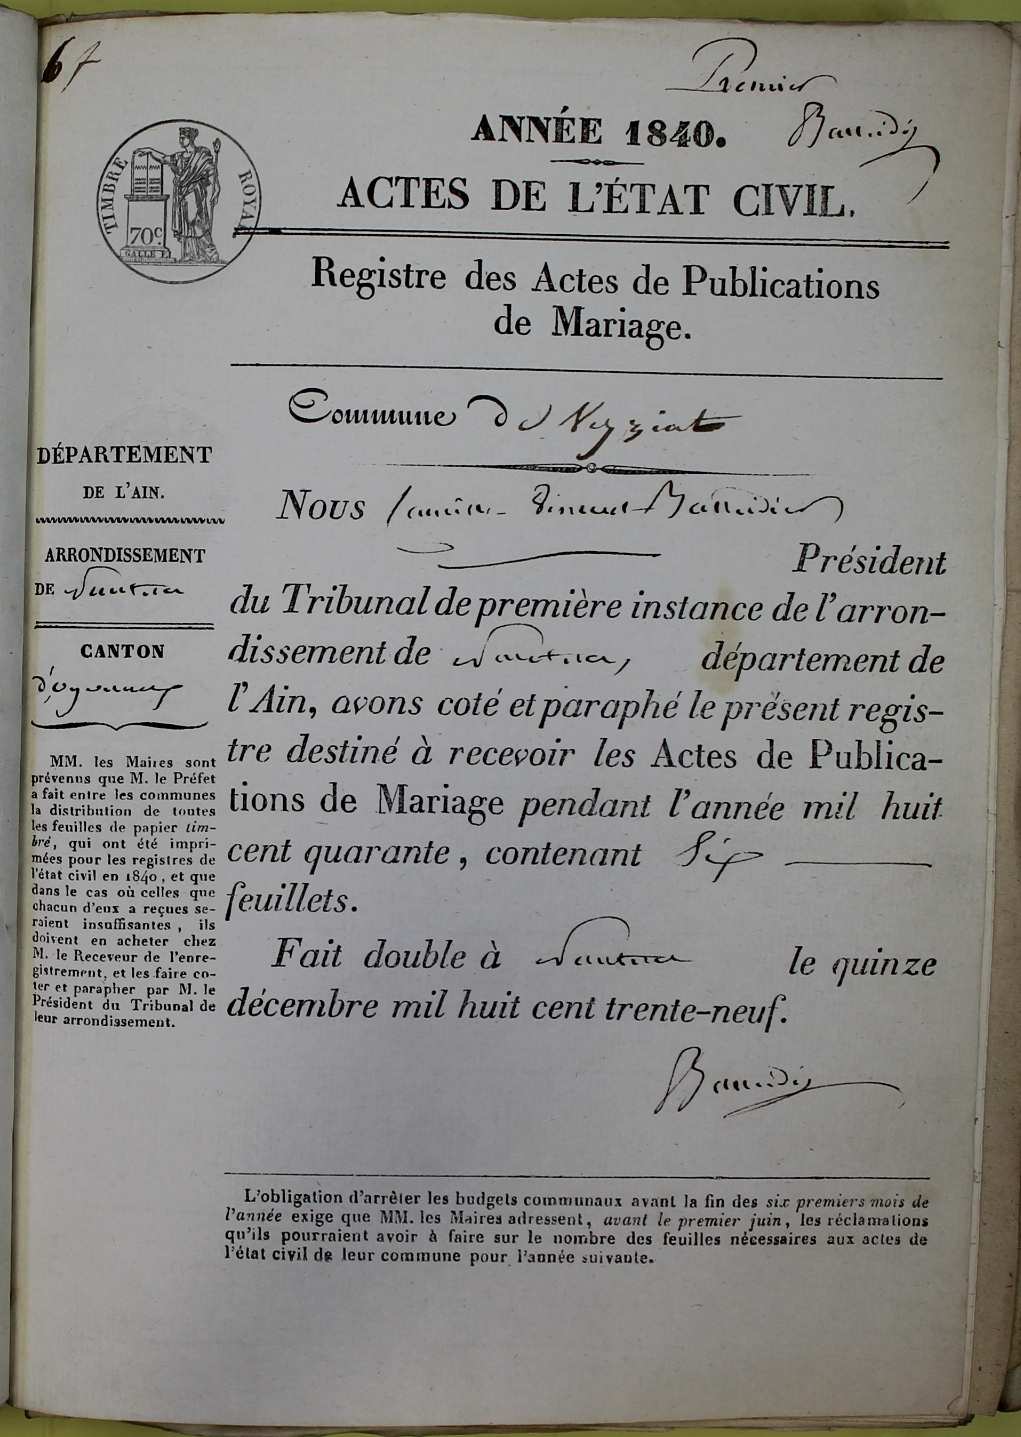 67
Premier
ANNÉE 1840.
ACTES DE L'ÉTAT CIVIL.
TIMBRE ROYAL
70c
Registre des Actes de Publications
de Mariage.
Commune de Veyziat
DÉPARTEMENT
DE L'AIN.
ARRONDISSEMENT
DE Nantua
CANTON
d'oyonnax
MM. les Maires sont
prévenus que M. le Préfet
a fait entre les communes
la distribution de toutes
les feuilles de papier tim-
bré, qui ont été impri-
mées pour les registres de
l'état civil en 1840, et que
dans le cas où celles que
chacun d'eux a reçues se-
raient insuffisantes, ils
doivent en acheter chez
M. le Receveur de l'enre-
gistrement, et les faire co-
ter et parapher par M. le
Président du Tribunal de
leur arrondissement.
Nous
Président
du Tribunal de première instance de l'arron-
dissement de Nantua, département de
l'Ain, avons coté et paraphé le présent regis-
tre destiné à recevoir les Actes de Publica-
tions de Mariage pendant l'année mil huit
cent quarante, contenant Six
feuillets.
Fait double à Nantua le quinze
décembre mil huit cent trente-neuf.
L'obligation d'arrêter les budgets communaux avant la fin des six premiers mois de
l'année exige que MM. les Maires adressent, avant le premier juin, les réclamations
qu'ils pourraient avoir à faire sur le nombre des feuilles nécessaires aux actes de
l'état civil de leur commune pour l'année suivante.